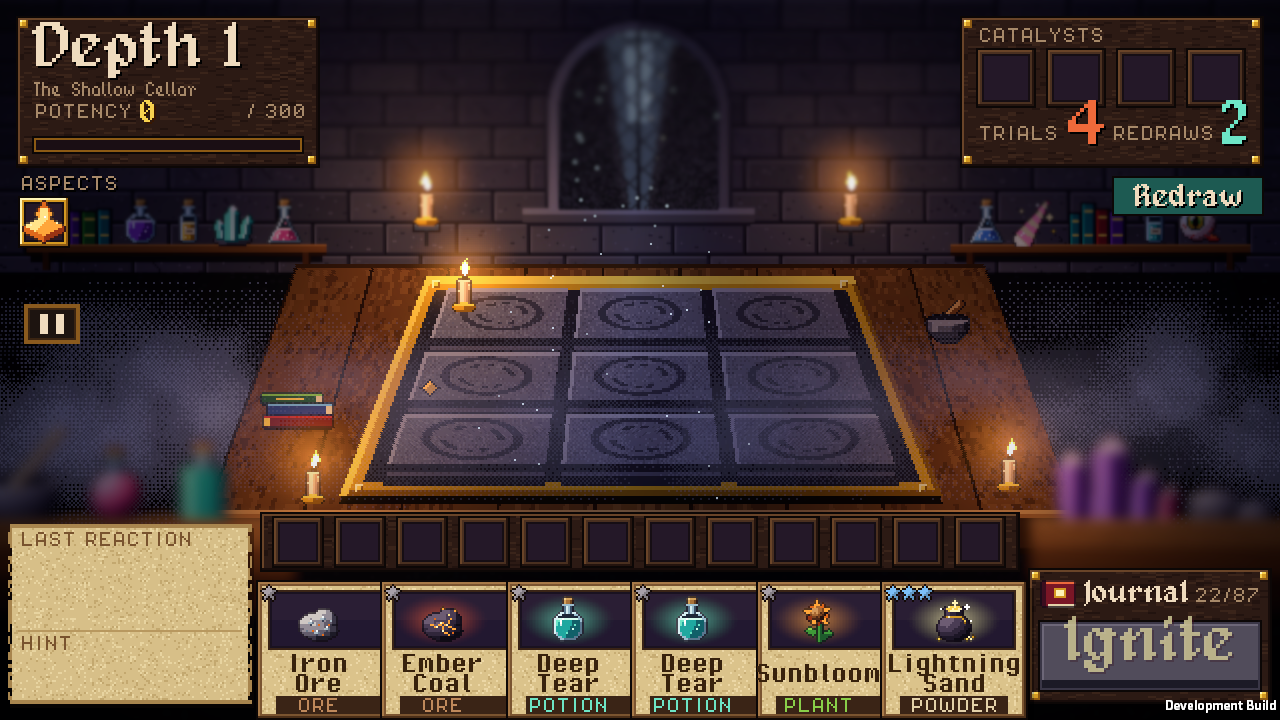 Depth 1
The Shallow Cellar
POTENCY 0 / 300
ASPECTS
CATALYSTS
TRIALS 4 REDRAWS 2
Redraw
LAST REACTION
HINT
Iron Ore
ORE
Ember Coal
ORE
Deep Tear
POTION
Deep Tear
POTION
Sunbloom
PLANT
Lightning Sand
POWDER
Journal 22/87
Ignite
Development Build